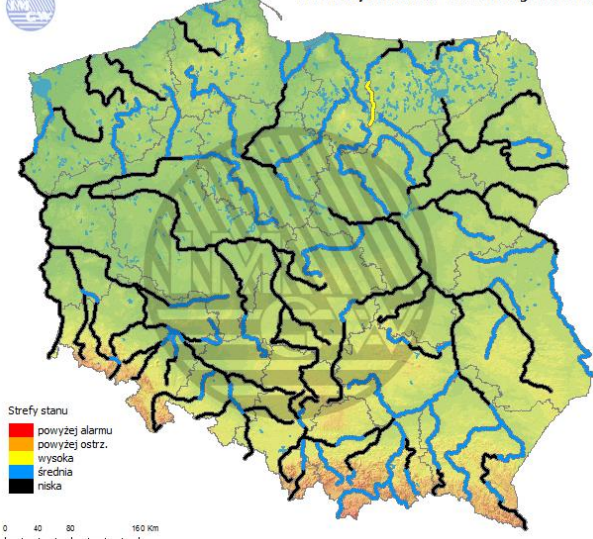 Strefy stanu
powyżej alarmu
powyżej ostrz.
wysoka
średnia
niska
0 40 80 160 Km